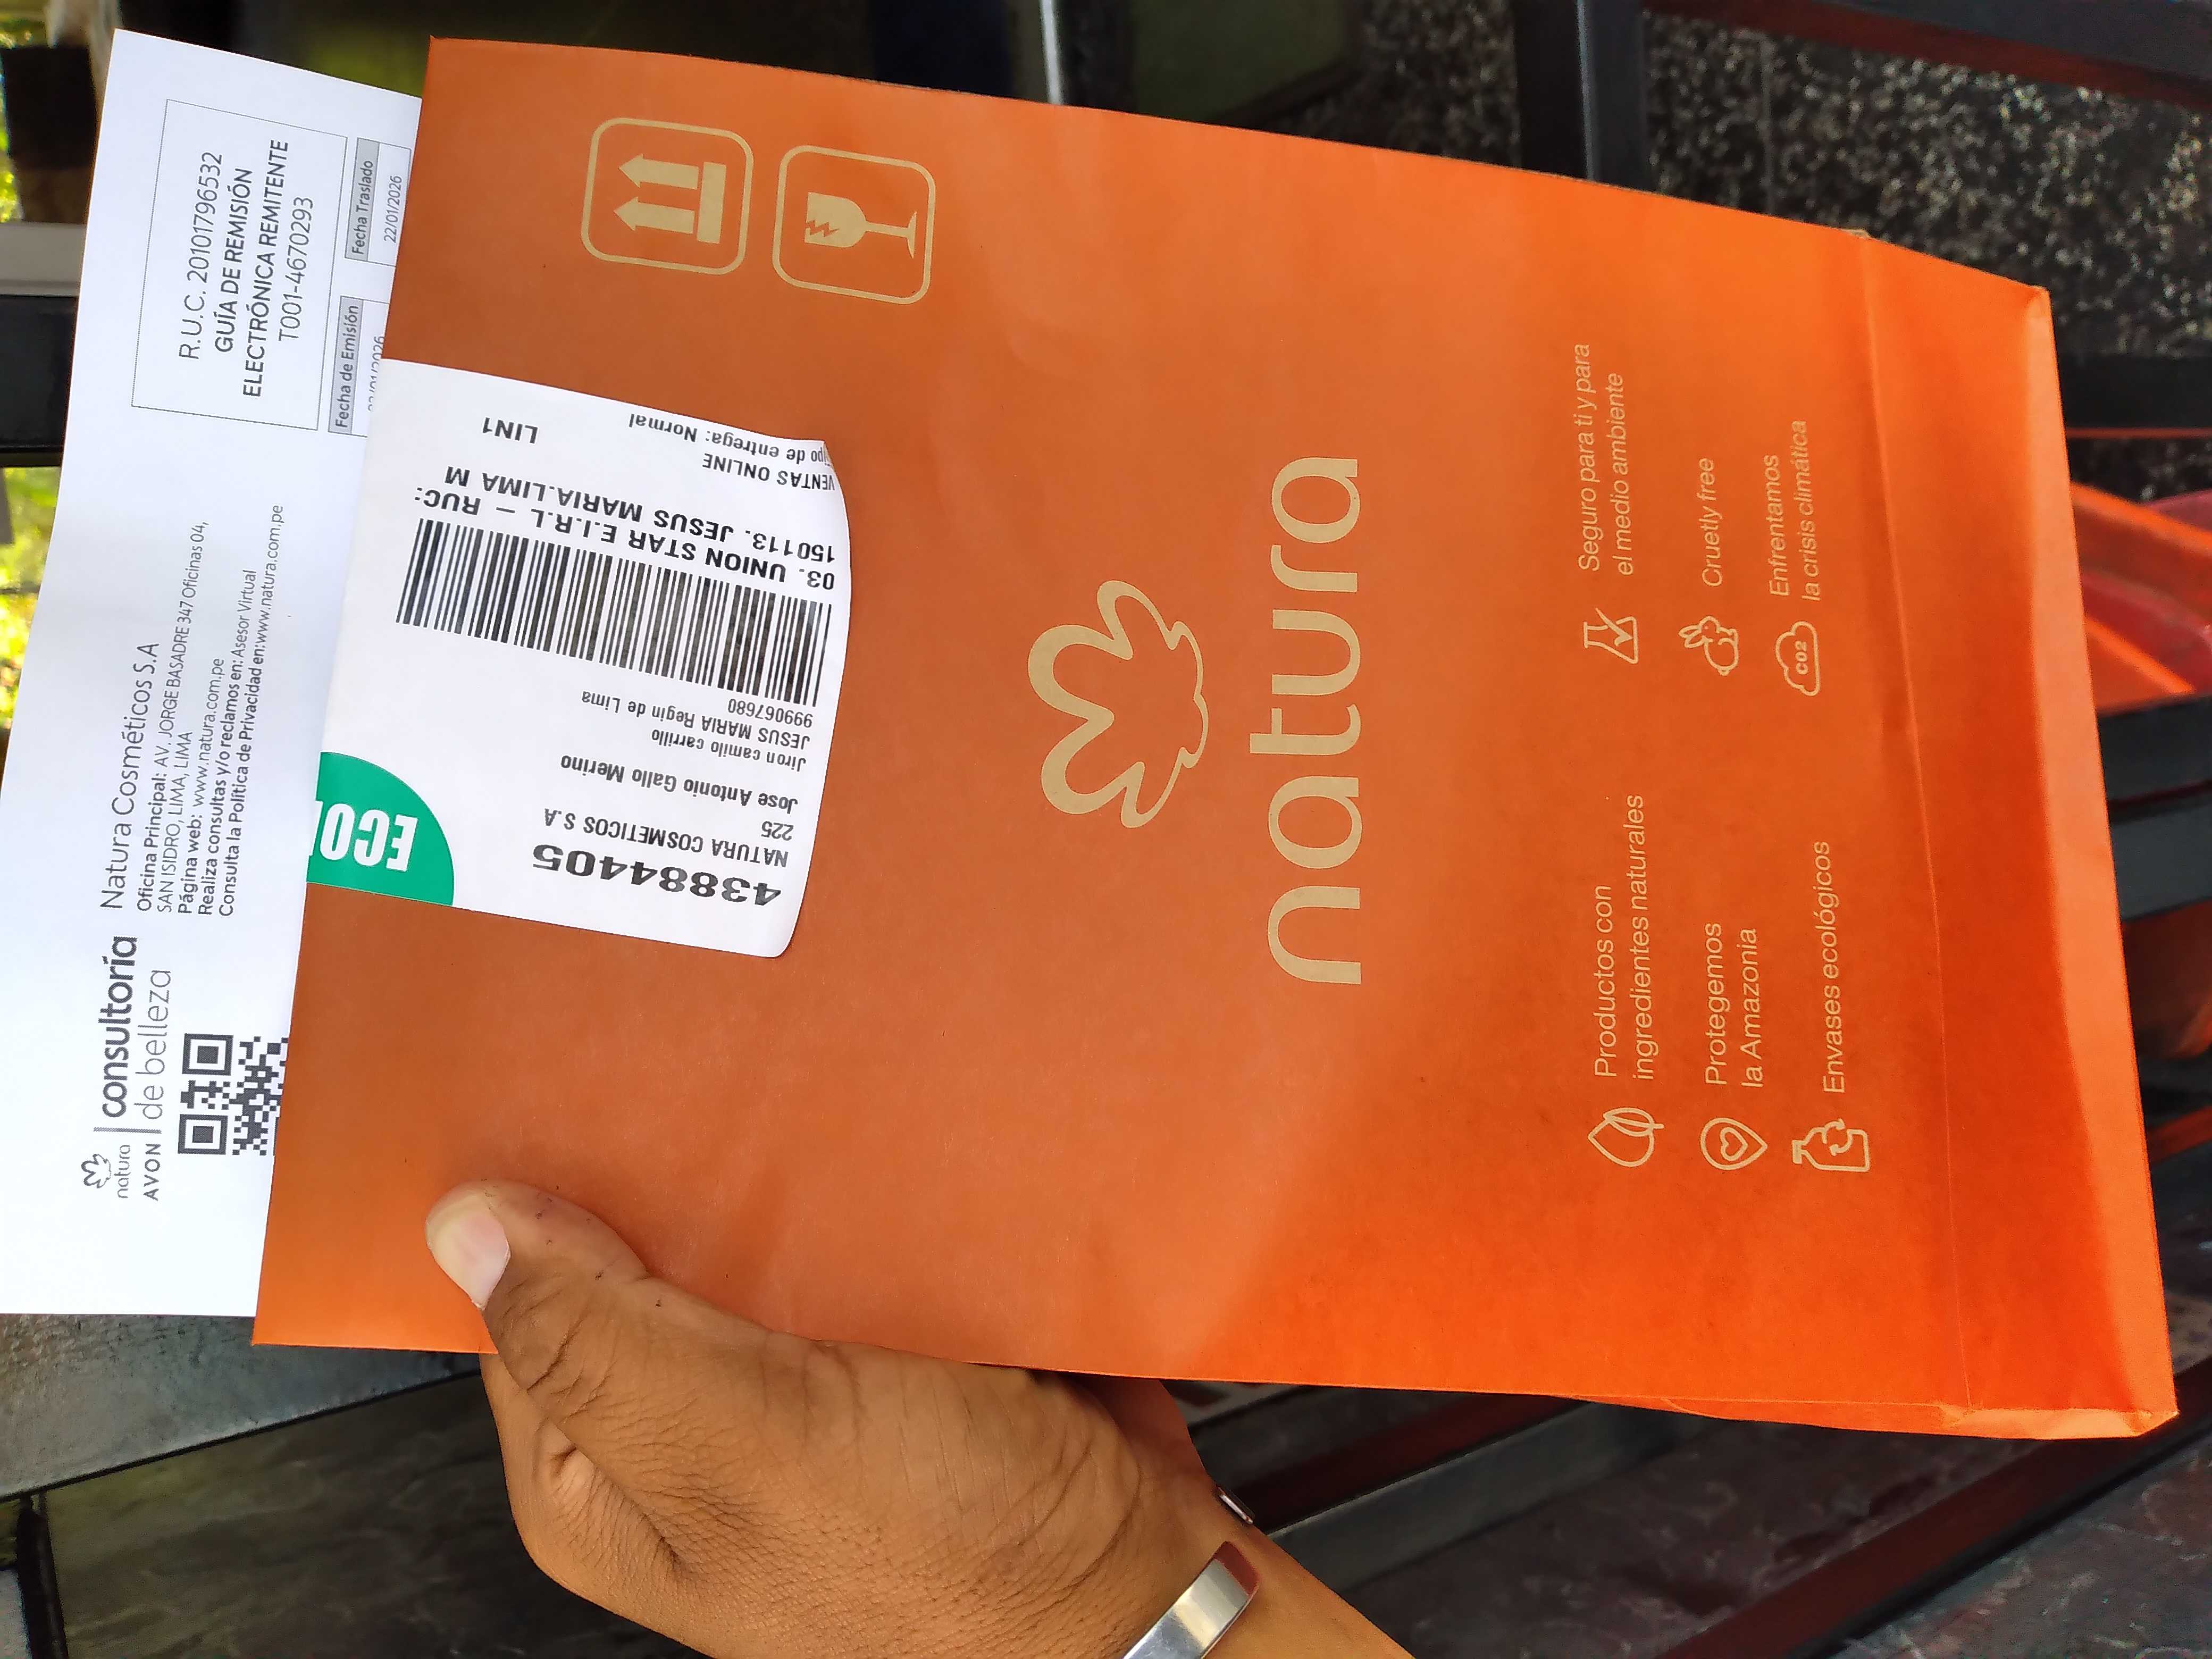 natura
AVON
consultoría
de belleza
Natura Cosméticos S.A
Oficina Principal: AV. JORGE BASADRE 347 Oficinas 04,
SAN ISIDRO, LIMA, LIMA
Página web: www.natura.com.pe
Realiza consultas y/o reclamos en: Asesor Virtual
Consulta la Política de Privacidad en:www.natura.com.pe
R.U.C. 20101796532
GUÍA DE REMISIÓN
ELECTRÓNICA REMITENTE
T001-4670293
Fecha de Emisión
Fecha Traslado
22/01/2026
43884405
NATURA COSMETICOS S.A
225
Jose Antonio Gallo Merino
Jiron camilo carrillo
JESUS MARIA Regin de Lima
999067680
03. UNION STAR E.I.R.L – RUC:
150113. JESUS MARIA.LIMA M
VENTAS ONLINE
LIN1
de entrega: Normal
natura
Productos con
ingredientes naturales
Protegemos
la Amazonia
Envases ecológicos
Seguro para ti y para
el medio ambiente
Cruetly free
Enfrentamos
la crisis climática
CO2